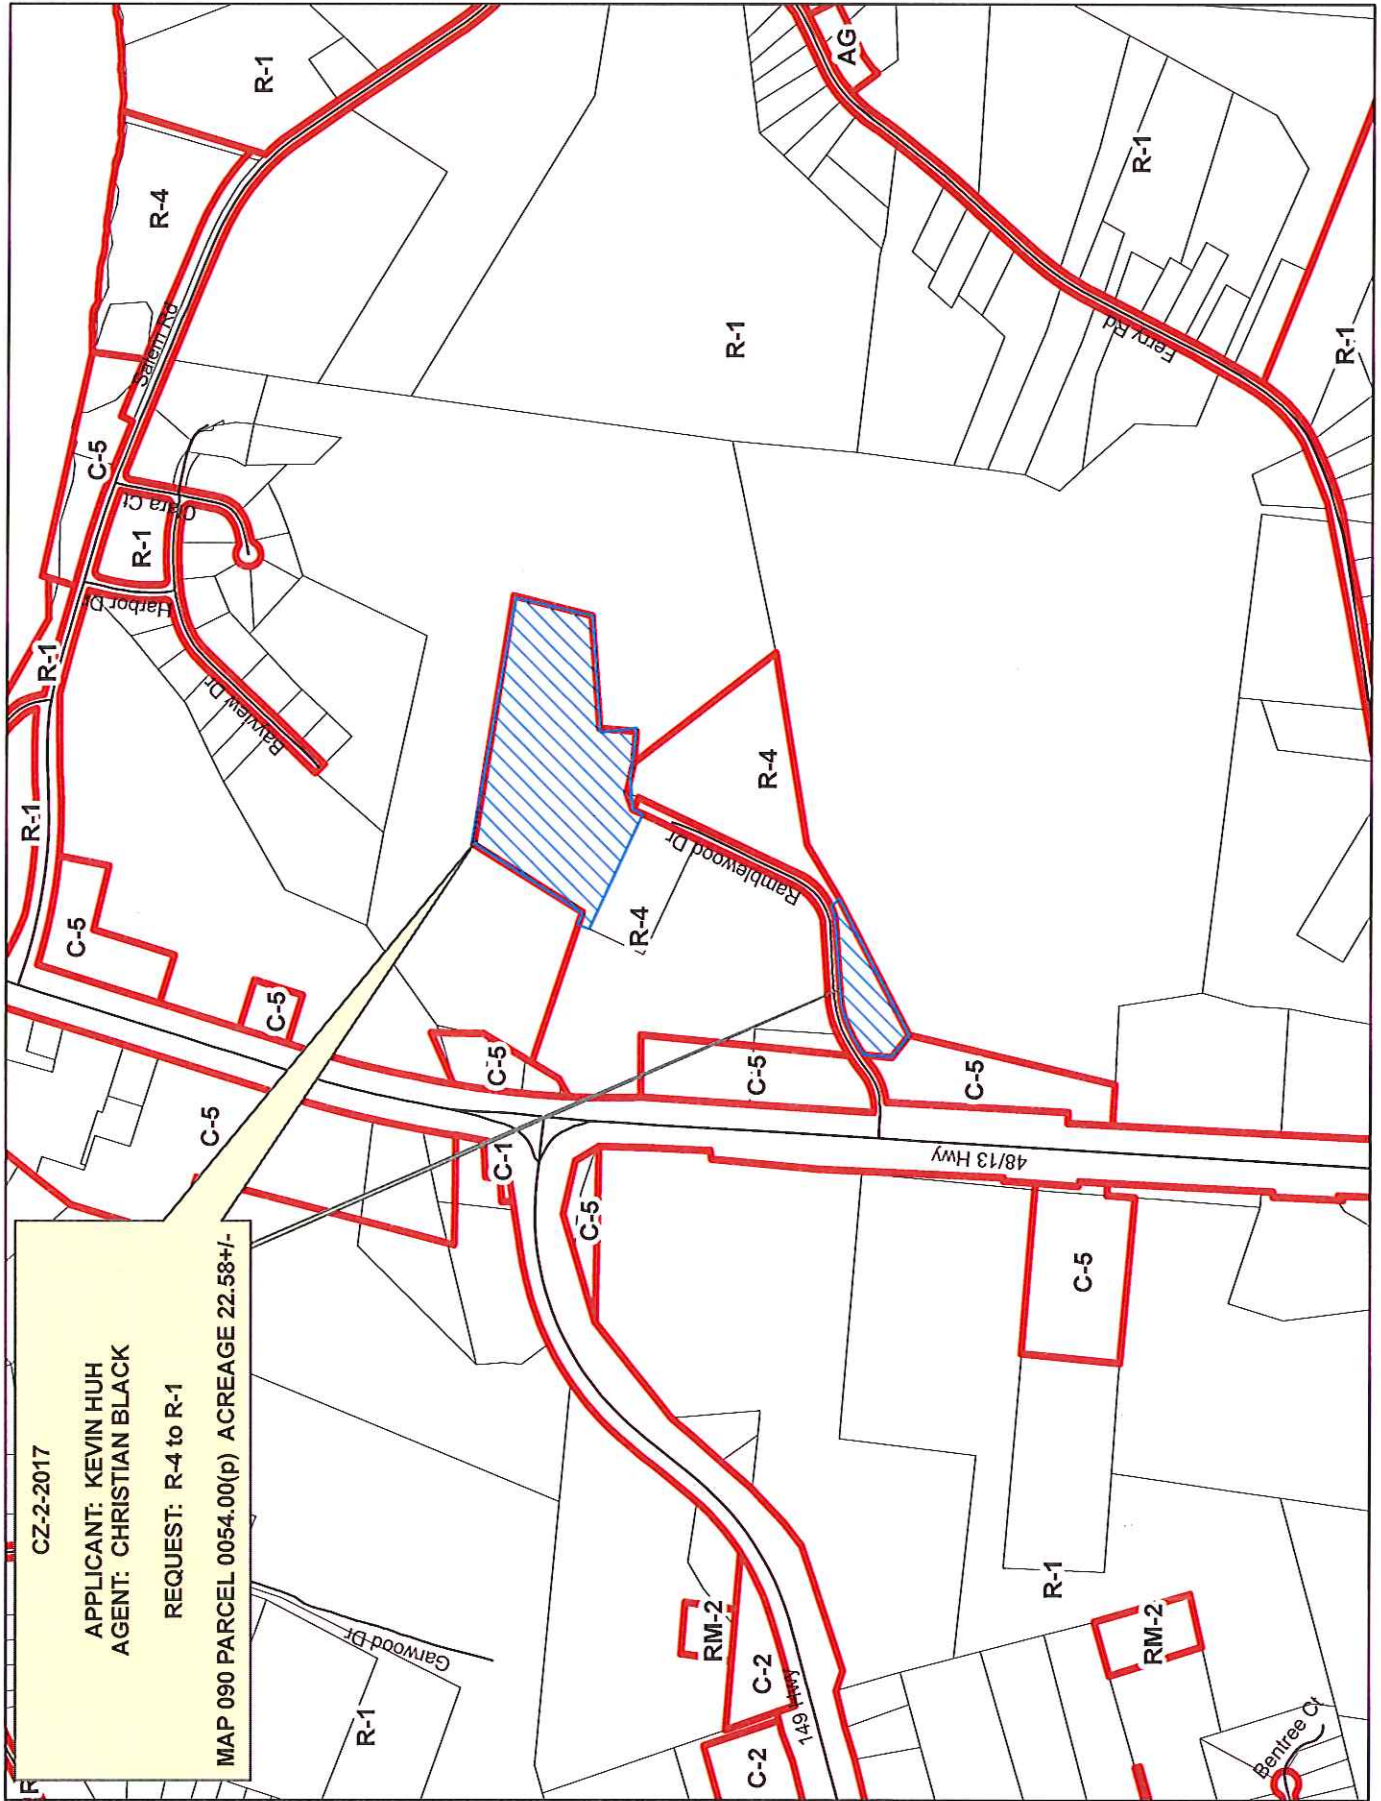 CZ-2-2017
APPLICANT: KEVIN HUH
AGENT: CHRISTIAN BLACK
REQUEST: R-4 to R-1
MAP 090 PARCEL 0054.00(p) ACREAGE 22.58+/-
R-1
R-4
Salem Rd
C-5
Clara Ct
R-1
Harbor Dr
R-1
Bayview Dr
R-1
C-5
C-5
C-5
C-5
C-1
C-5
AG
R-1
R-1
Ferry Rd
R-1
R-4
Ramblewood Dr
R-4
C-5
C-5
48/13 Hwy
C-5
Garwood Dr
R-1
RM-2
C-2
149 Hwy
C-2
R-1
RM-2
Bentree Ct